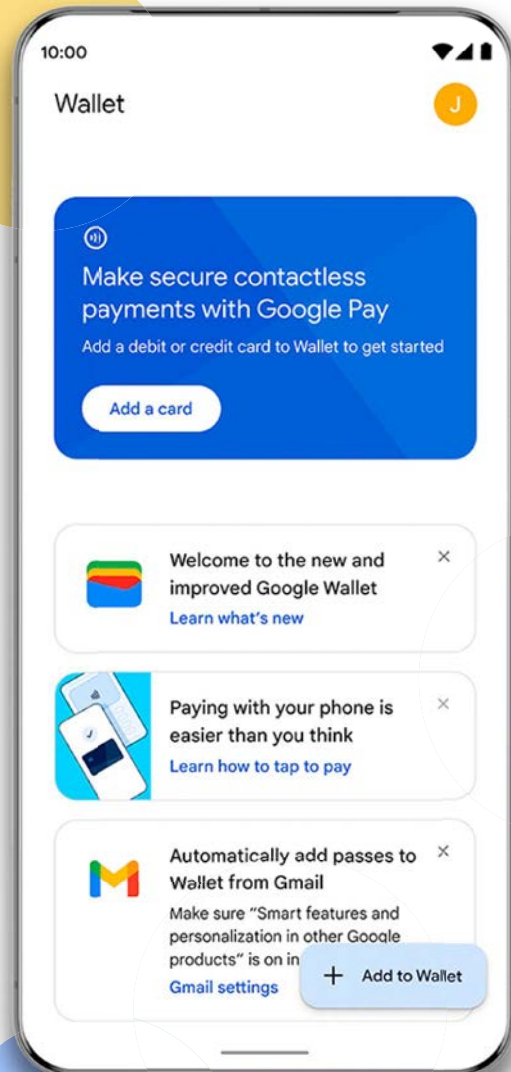 10:00
Wallet
J
Make secure contactless
payments with Google Pay
Add a debit or credit card to Wallet to get started
Add a card
Welcome to the new and
improved Google Wallet
Learn what's new
Paying with your phone is
easier than you think
Learn how to tap to pay
Automatically add passes to
Wallet from Gmail
Make sure “Smart features and
personalization in other Google
products” is on in
Gmail settings
+ Add to Wallet